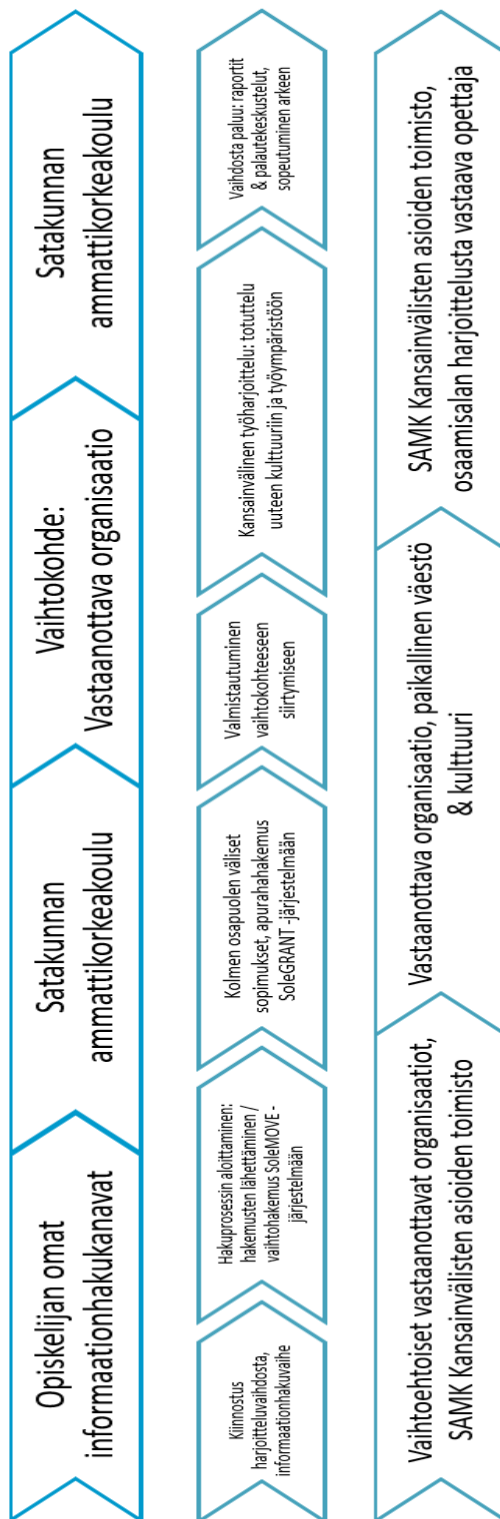 Opiskelijan omat
informaationhakukanavat
Satakunnan
ammattikorkeakoulu
Vaihtokohde:
Vastaanottava organisaatio
Satakunnan
ammattikorkeakoulu
Kiinnostus
harjoitteluvaihdosta,
informaationhakuvaihe
Hakuprosessin aloittaminen:
hakemusten lähettäminen /
vaihtohakemus SoleMOVE -
järjestelmään
Kolmen osapuolen väliset
sopimukset, apurahahakemus
SoleGRANT -järjestelmään
Valmistautuminen
vaihtokohteeseen
siirtymiseen
Kansainvälinen työharjoittelu: totuttelu
uuteen kulttuuriin ja työympäristöön
Vaihdosta paluu: raportit
& palautekeskustelut,
sopeutuminen arkeen
Vaihtoehtoiset vastaanottavat organisaatiot,
SAMK Kansainvälisten asioiden toimisto
Vastaanottava organisaatio, paikallinen väestö
& kulttuuri
SAMK Kansainvälisten asioiden toimisto,
osaamisalan harjoittelusta vastaava opettaja